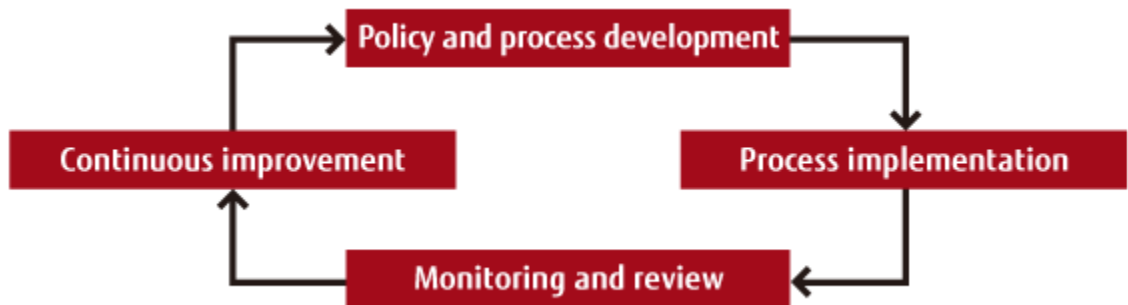 Policy and process development
Continuous improvement
Process implementation
Monitoring and review